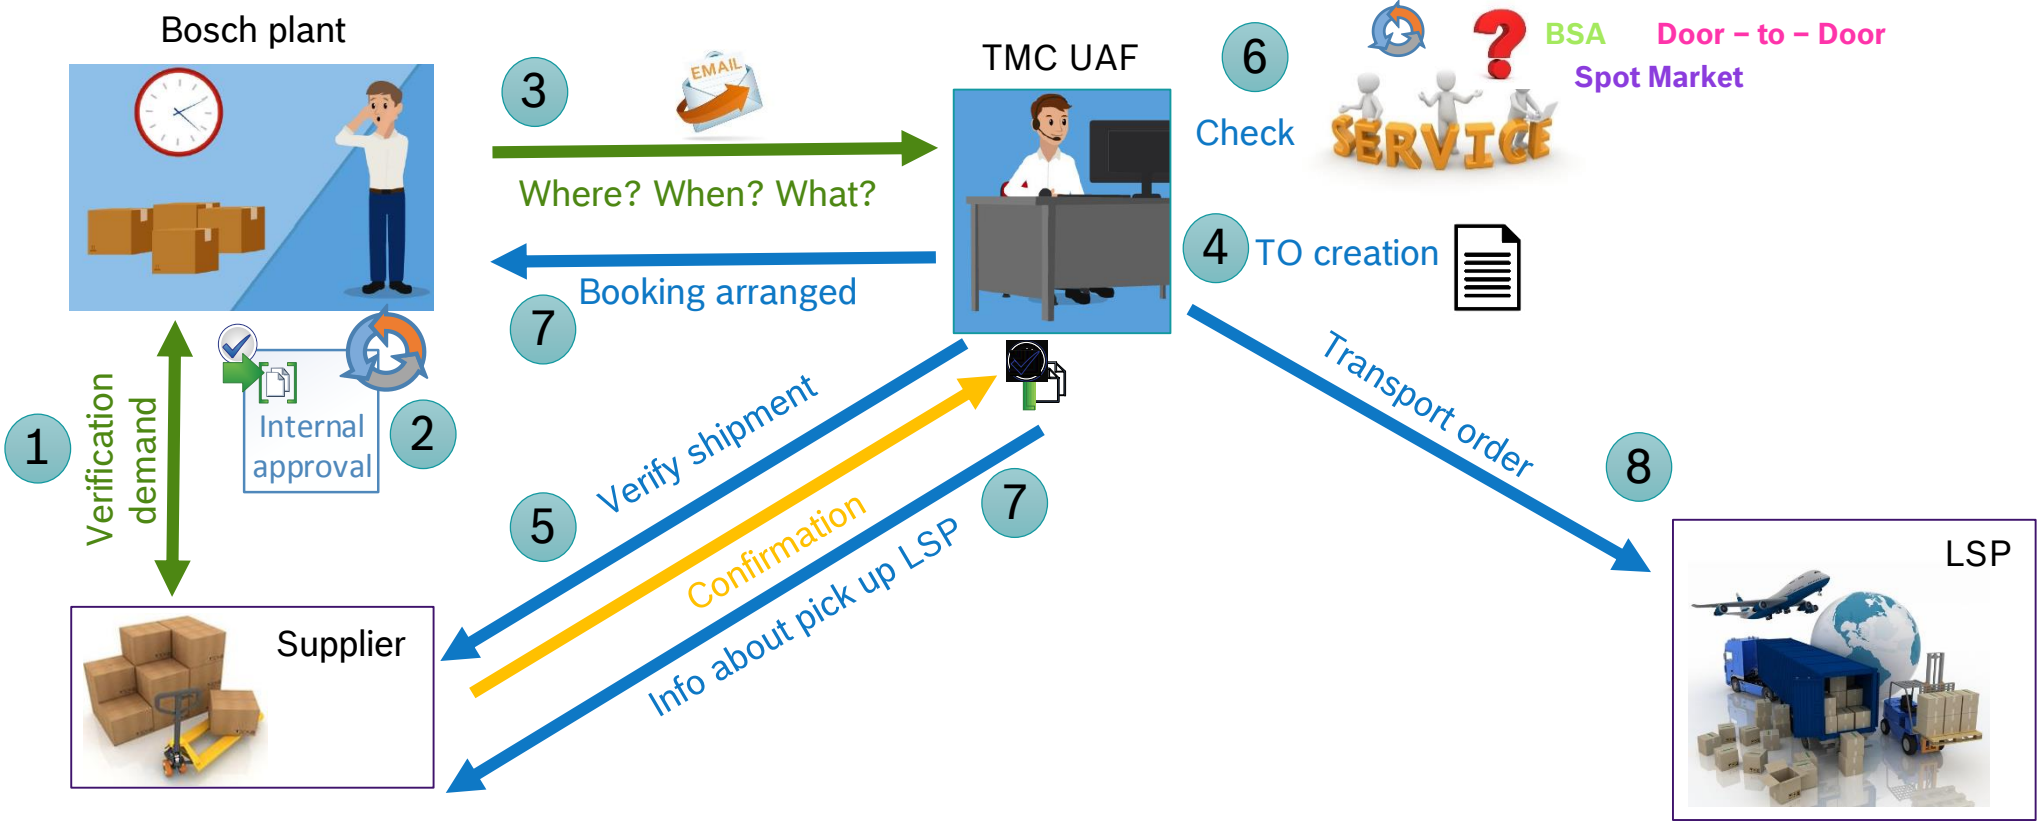 Bosch plant
3
EMAIL
Where? When? What?
TMC UAF
6
Check
BSA
Door – to – Door
Spot Market
SERVICE
4
TO creation
Booking arranged
7
1
Verification
demand
Internal
approval
2
5
Verify shipment
Confirmation
Info about pick up LSP
7
Transport order
8
Supplier
LSP